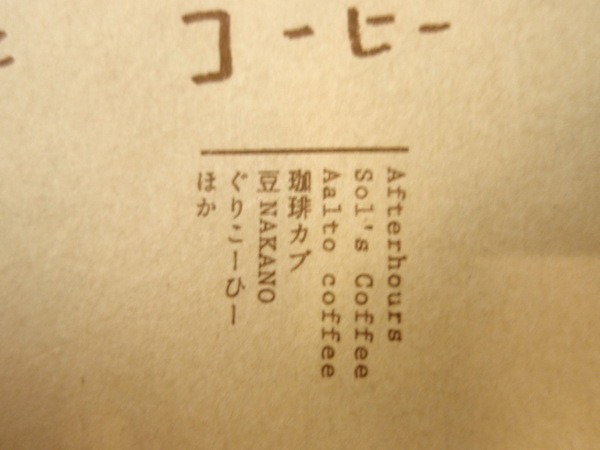 コーヒー
Afterhours
Sol's Coffee
Aalto coffee
珈琲カブ
豆NAKANO
ぐりこーひー
ほか